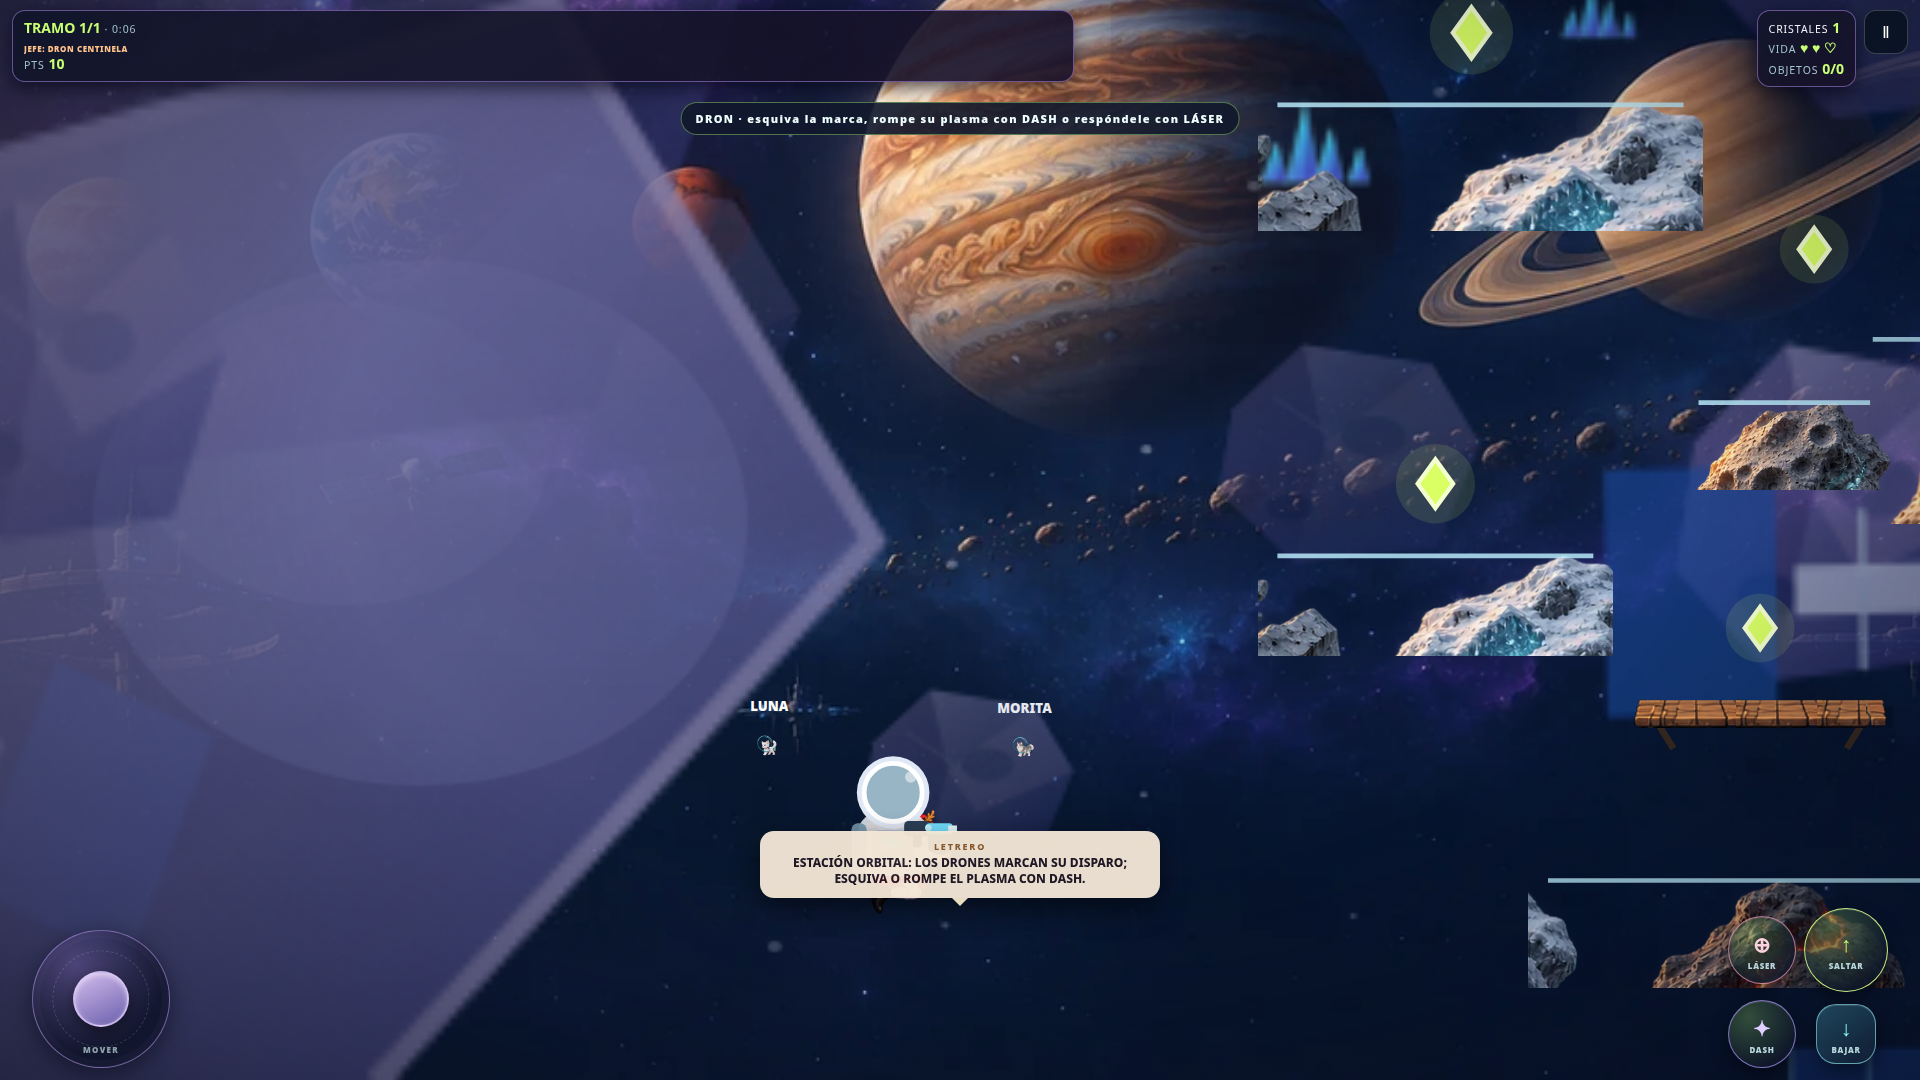 TRAMO 1/1 · 0:06
JEFE: DRON CENTINELA
PTS 10
CRISTALES 1
VIDA ♥ ♥ ♡
OBJETOS 0/0
II
DRON · esquiva la marca, rompe su plasma con DASH o respóndele con LÁSER
LUNA
MORITA
LETRERO
ESTACIÓN ORBITAL: LOS DRONES MARCAN SU DISPARO;
ESQUIVA O ROMPE EL PLASMA CON DASH.
MOVER
LÁSER
SALTAR
DASH
BAJAR